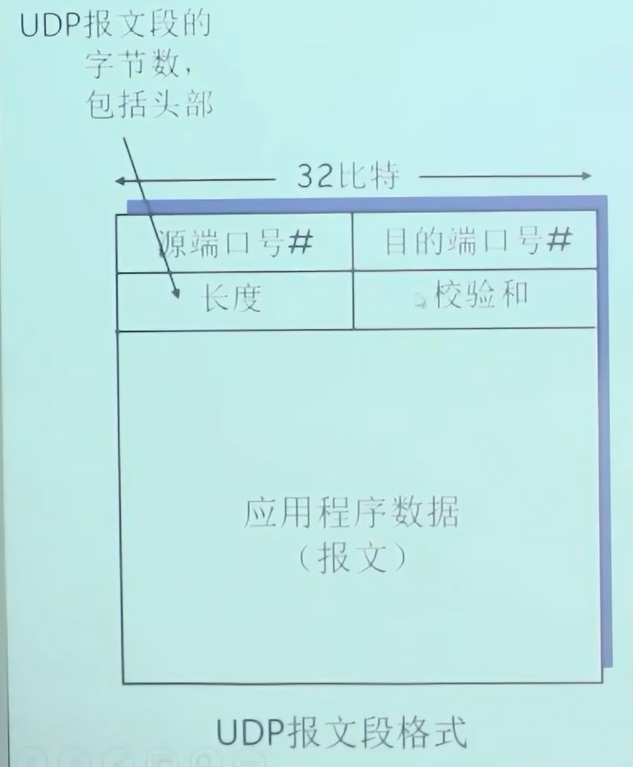 UDP报文段的
字节数，
包括头部
32比特
源端口号#
目的端口号#
长度
校验和
应用程序数据
（报文）
UDP报文段格式